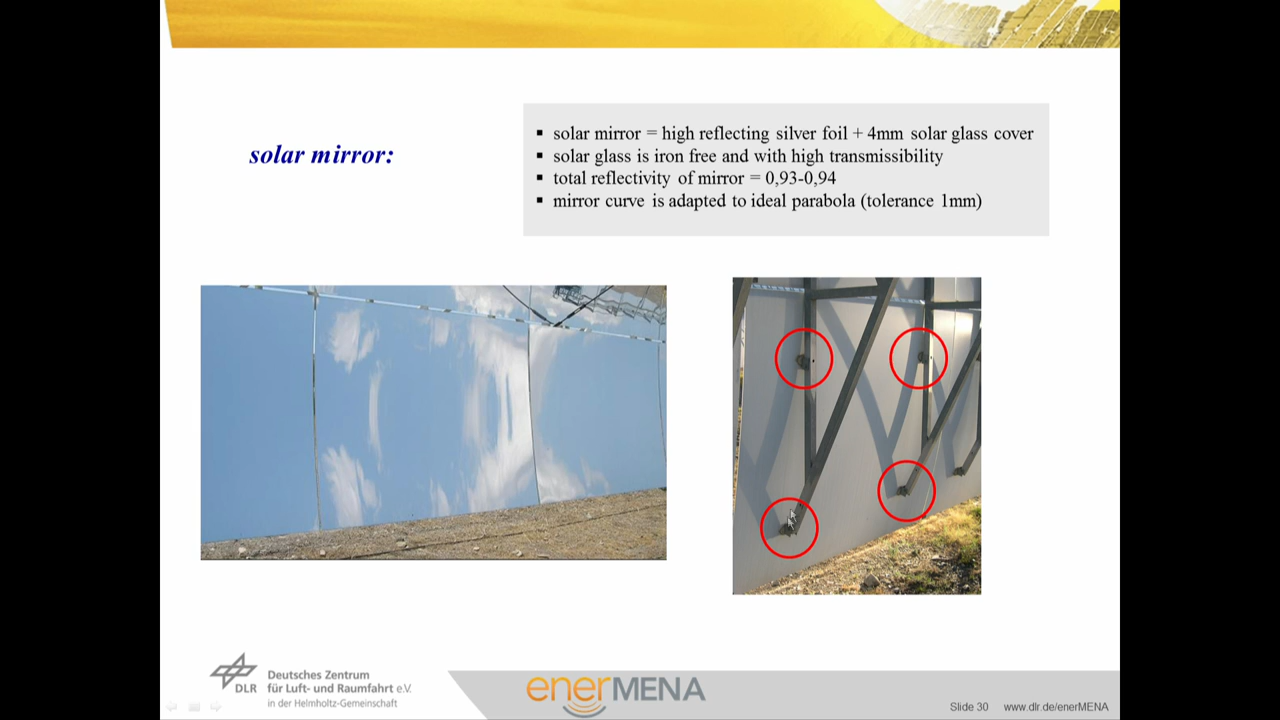 solar mirror:
▪ solar mirror = high reflecting silver foil + 4mm solar glass cover
▪ solar glass is iron free and with high transmissibility
▪ total reflectivity of mirror = 0,93-0,94
▪ mirror curve is adapted to ideal parabola (tolerance 1mm)
DLR
Deutsches Zentrum
für Luft- und Raumfahrt e.V.
in der Helmholtz-Gemeinschaft
enerMENA
Slide 30 www.dlr.de/enerMENA